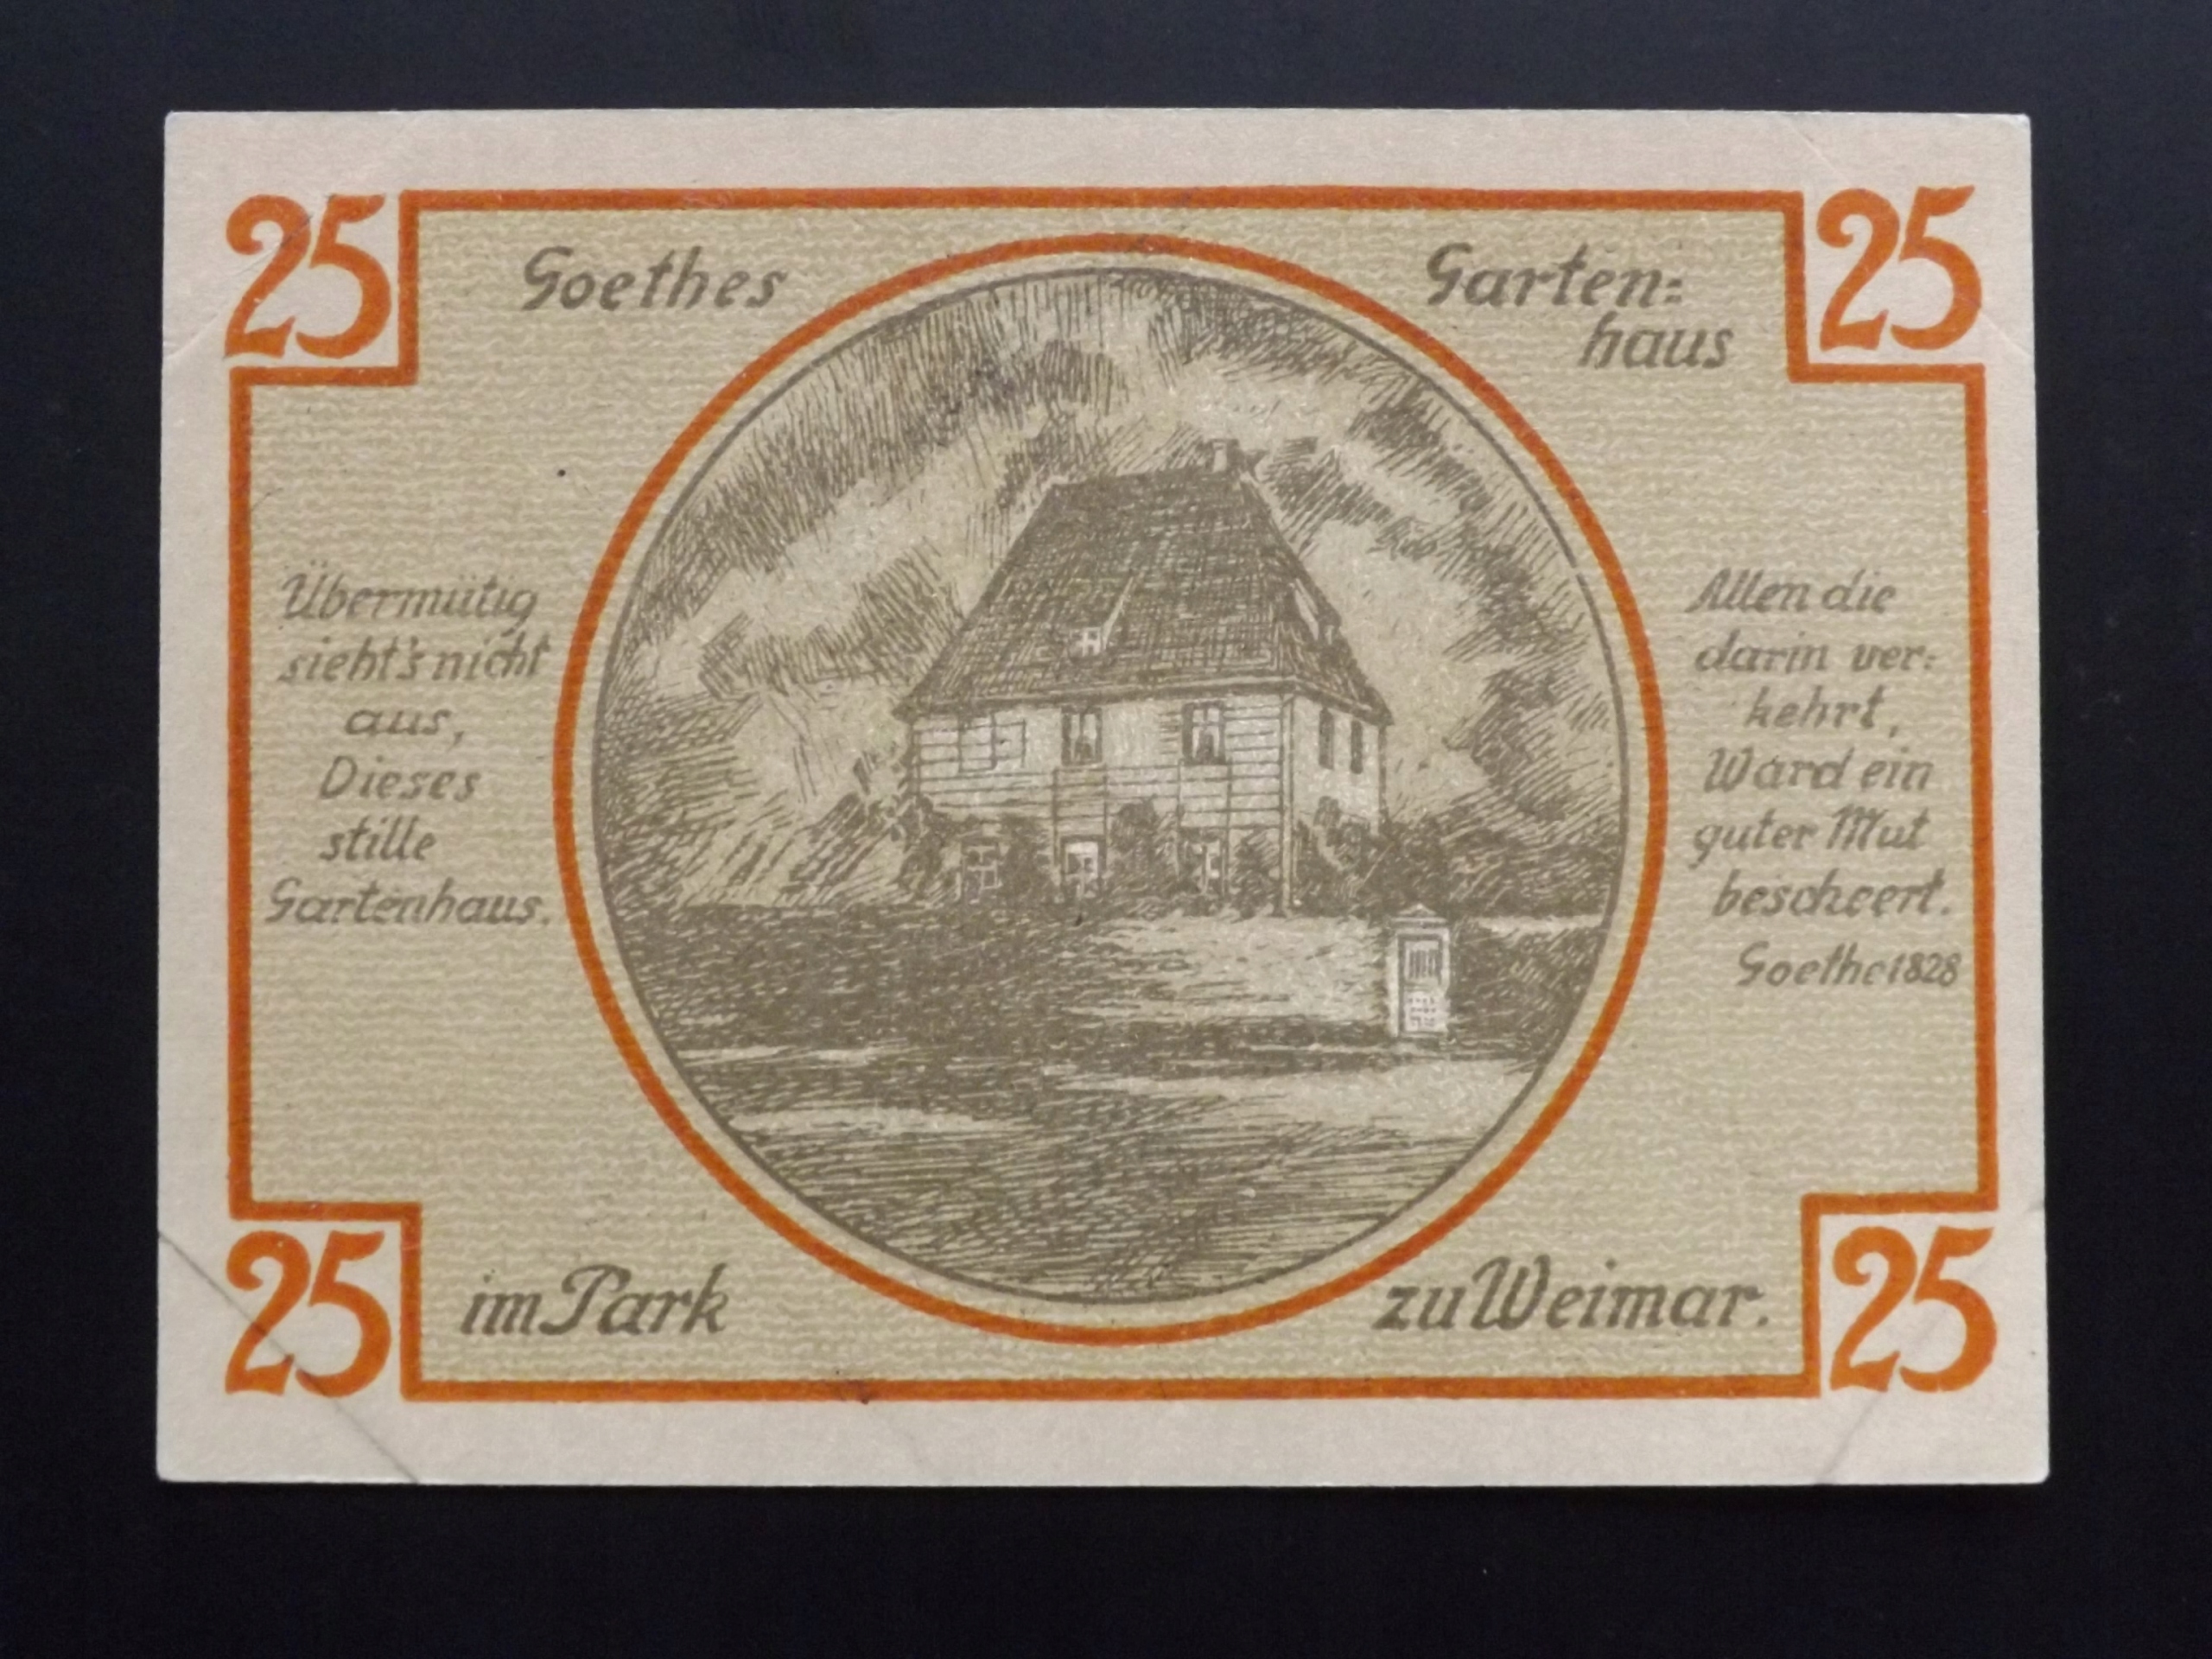 25
25
Goethes
Garten=
haus
Übermütig
sieht's nicht
aus,
Dieses
stille
Gartenhaus.
Allen die
darin ver=
kehrt,
Ward ein
guter Mut
bescheert.
Goethe 1828
25
im Park
zu Weimar.
25